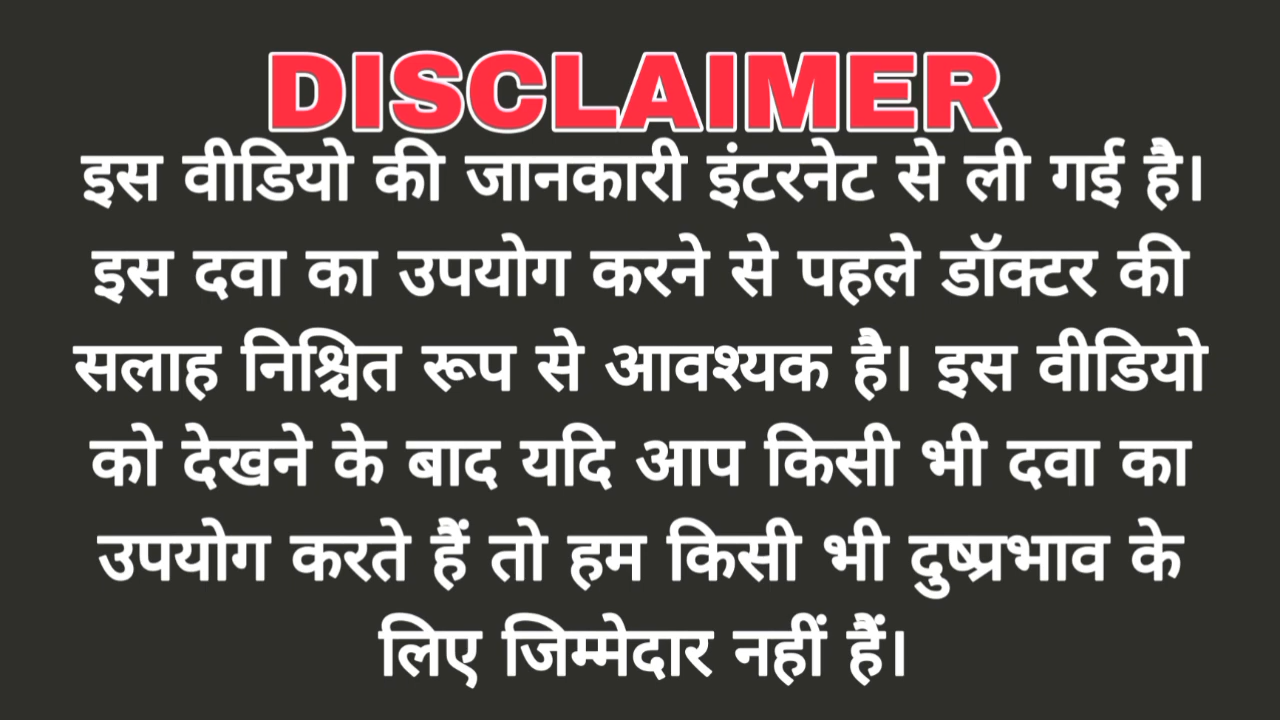 DISCLAIMER
इस वीडियो की जानकारी इंटरनेट से ली गई है।
इस दवा का उपयोग करने से पहले डॉक्टर की
सलाह निश्चित रूप से आवश्यक है। इस वीडियो
को देखने के बाद यदि आप किसी भी दवा का
उपयोग करते हैं तो हम किसी भी दुष्प्रभाव के
लिए जिम्मेदार नहीं हैं।